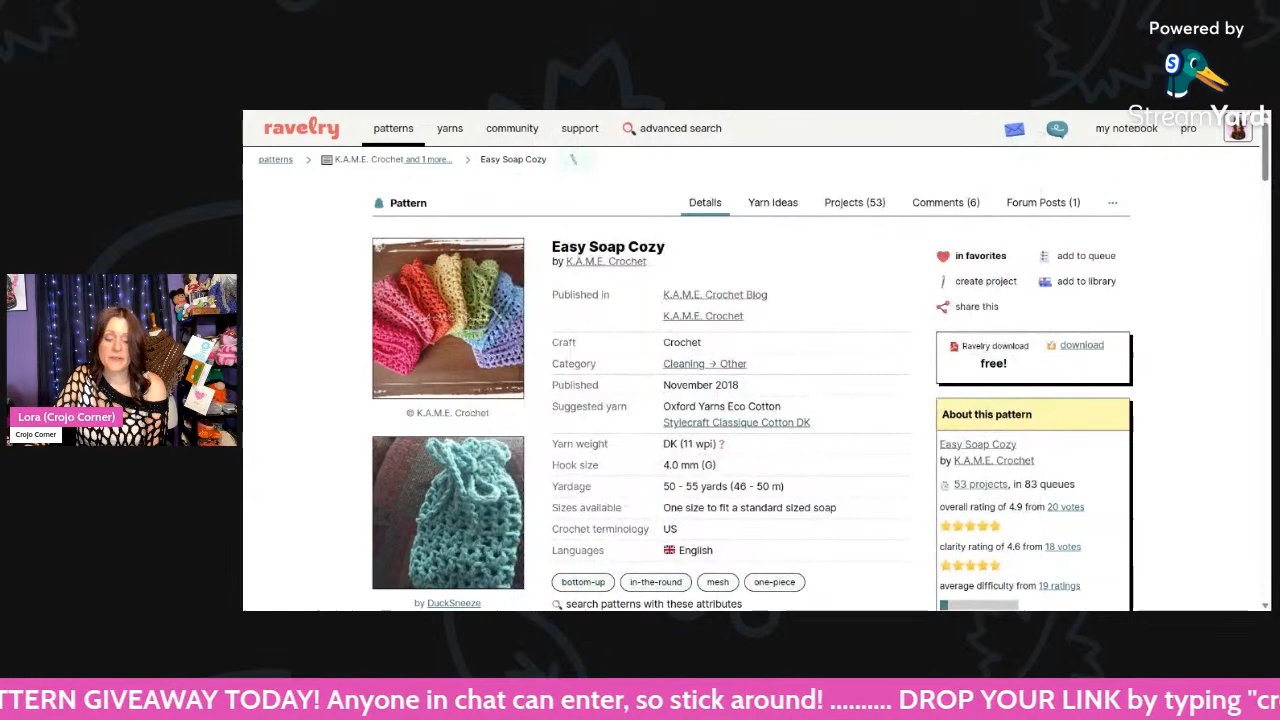 Powered by
StreamYard
ravelry
patterns
yarns
community
support
advanced search
my notebook
pro
patterns
K.A.M.E. Crochet and 1 more...
Easy Soap Cozy
Pattern
Details
Yarn Ideas
Projects (53)
Comments (6)
Forum Posts (1)
...
Easy Soap Cozy
by K.A.M.E. Crochet
Published in K.A.M.E. Crochet Blog
K.A.M.E. Crochet
Craft Crochet
Category Cleaning → Other
Published November 2018
Suggested yarn Oxford Yarns Eco Cotton
Stylecraft Classique Cotton DK
Yarn weight DK (11 wpi) ?
Hook size 4.0 mm (G)
Yardage 50 - 55 yards (46 - 50 m)
Sizes available One size to fit a standard sized soap
Crochet terminology US
Languages English
bottom-up
in-the-round
mesh
one-piece
search patterns with these attributes
© K.A.M.E. Crochet
by DuckSneeze
in favorites
add to queue
create project
add to library
share this
Ravelry download
download
free!
About this pattern
Easy Soap Cozy
by K.A.M.E. Crochet
53 projects, in 83 queues
overall rating of 4.9 from 20 votes
clarity rating of 4.6 from 18 votes
average difficulty from 19 ratings
Lora (Crojo Corner)
Crojo Corner
TTERN GIVEAWAY TODAY! Anyone in chat can enter, so stick around! .......... DROP YOUR LINK by typing "cr